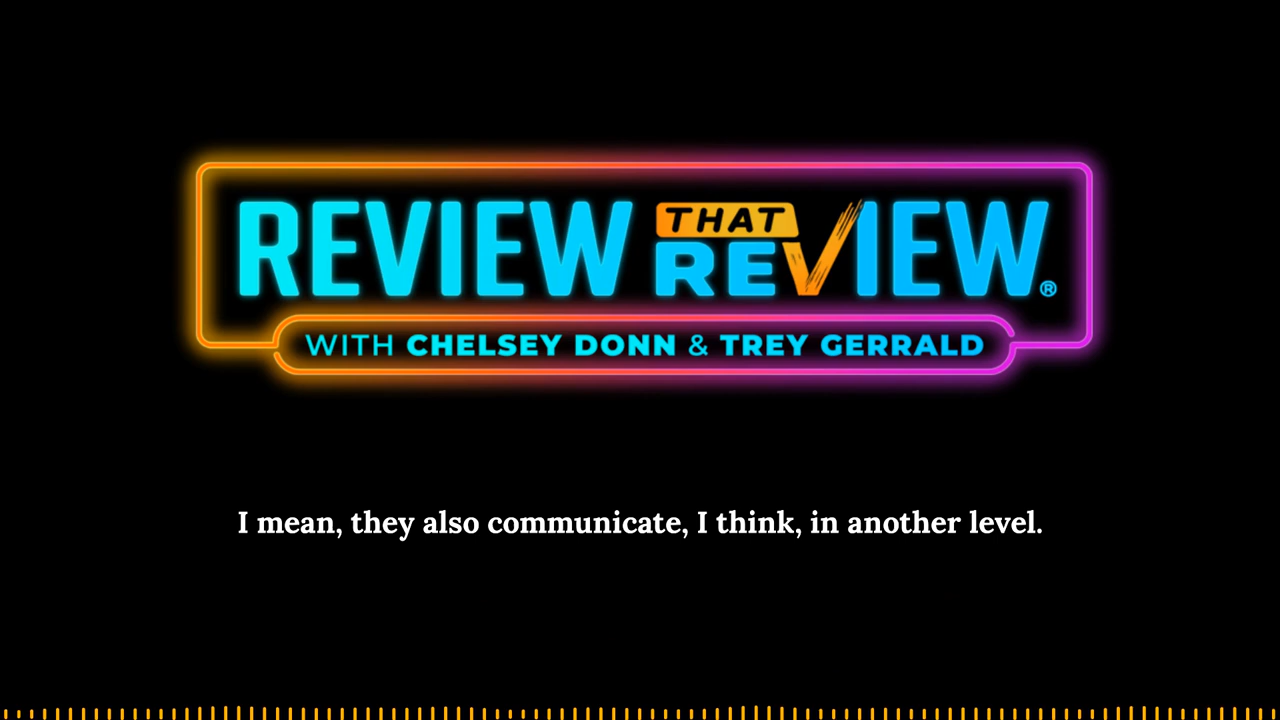 REVIEW THAT REVIEW®
WITH CHELSEY DONN & TREY GERRALD
I mean, they also communicate, I think, in another level.